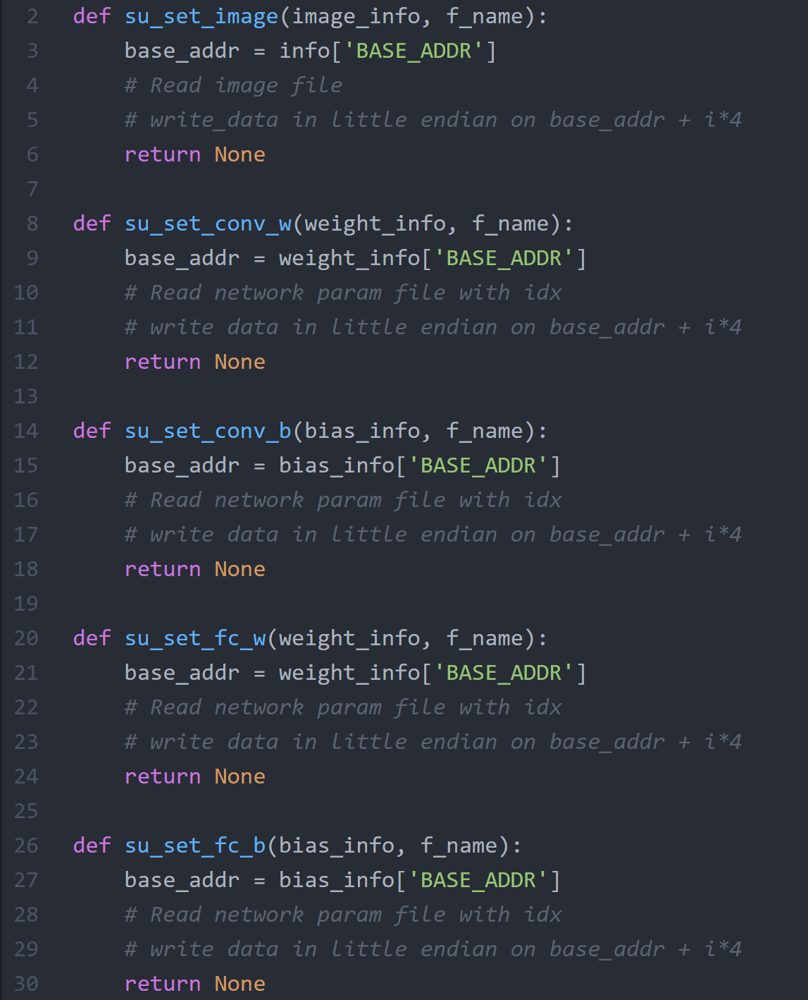 2 def su_set_image(image_info, f_name):
3 base_addr = info['BASE_ADDR']
4 # Read image file
5 # write_data in little endian on base_addr + i*4
6 return None
7
8 def su_set_conv_w(weight_info, f_name):
9 base_addr = weight_info['BASE_ADDR']
10 # Read network param file with idx
11 # write data in little endian on base_addr + i*4
12 return None
13
14 def su_set_conv_b(bias_info, f_name):
15 base_addr = bias_info['BASE_ADDR']
16 # Read network param file with idx
17 # write data in little endian on base_addr + i*4
18 return None
19
20 def su_set_fc_w(weight_info, f_name):
21 base_addr = weight_info['BASE_ADDR']
22 # Read network param file with idx
23 # write data in little endian on base_addr + i*4
24 return None
25
26 def su_set_fc_b(bias_info, f_name):
27 base_addr = bias_info['BASE_ADDR']
28 # Read network param file with idx
29 # write data in little endian on base_addr + i*4
30 return None